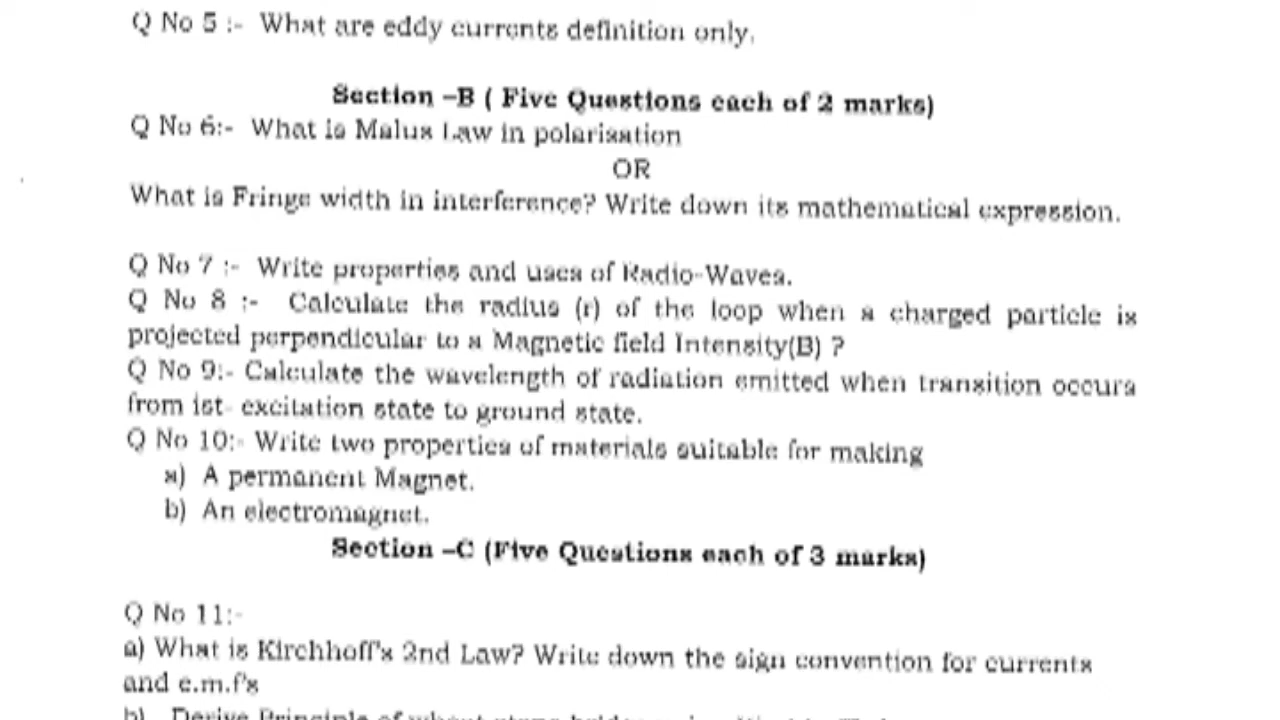 Q No 5 :- What are eddy currents definition only.
Section –B ( Five Questions each of 2 marks)
Q No 6:- What is Malus Law in polarisation
OR
What is Fringe width in interference? Write down its mathematical expression.
Q No 7 :- Write properties and uses of Radio-Waves.
Q No 8 :- Calculate the radius (r) of the loop when a charged particle is
projected perpendicular to a Magnetic field Intensity(B) ?
Q No 9:- Calculate the wavelength of radiation emitted when transition occurs
from ist- excitation state to ground state.
Q No 10:- Write two properties of materials suitable for making
a) A permanent Magnet.
b) An electromagnet.
Section –C (Five Questions each of 3 marks)
Q No 11:-
a) What is Kirchhoff's 2nd Law? Write down the sign convention for currents
and e.m.f's
b) Derive Principle of